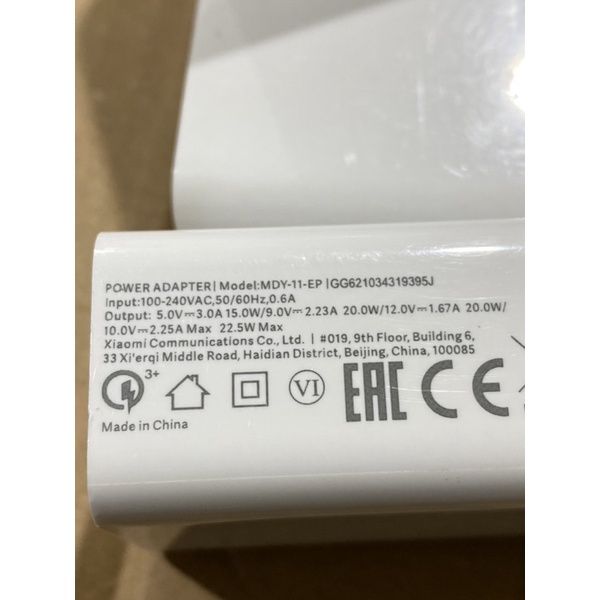 POWER ADAPTER| Model:MDY-11-EP |GG621034319395J
Input:100-240VAC,50/60Hz,0.6A
Output: 5.0V⎓3.0A 15.0W/9.0V⎓2.23A 20.0W/12.0V⎓1.67A 20.0W/
10.0V⎓2.25A Max 22.5W Max
Xiaomi Communications Co., Ltd. | #019, 9th Floor, Building 6,
33 Xi'erqi Middle Road, Haidian District, Beijing, China, 100085
3+ VI EAC CE
Made in China